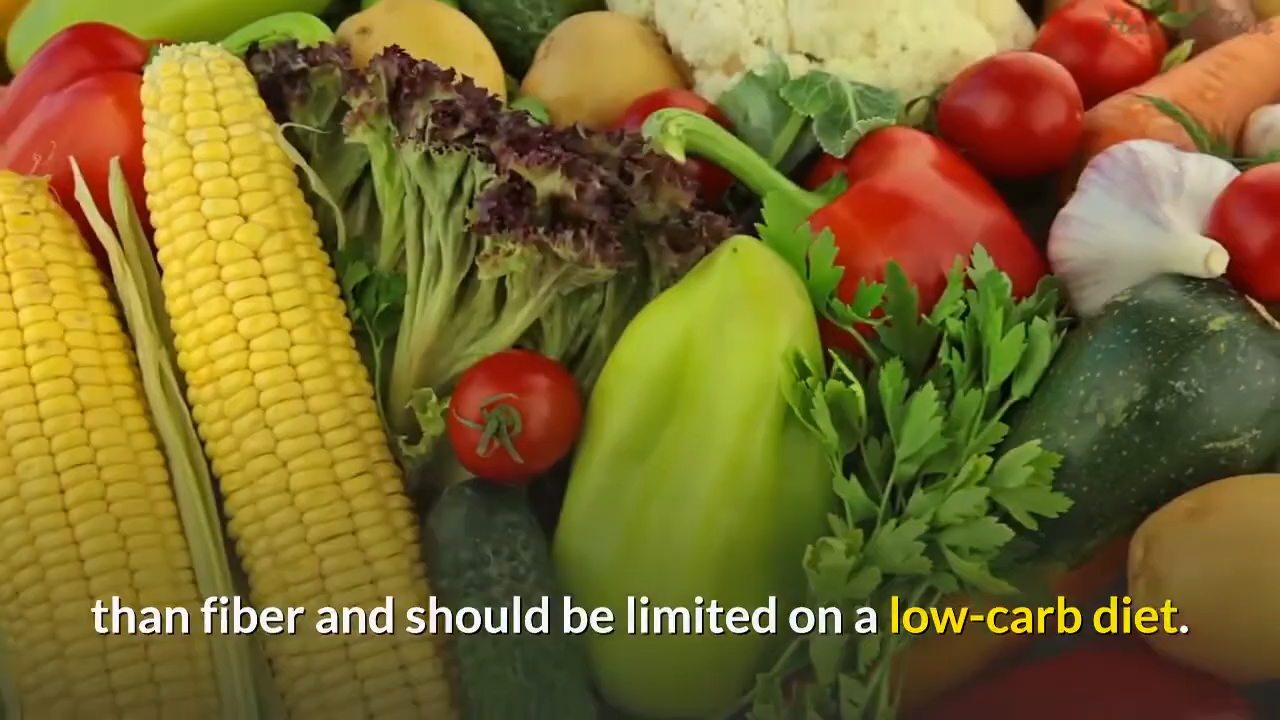 than fiber and should be limited on a low-carb diet.